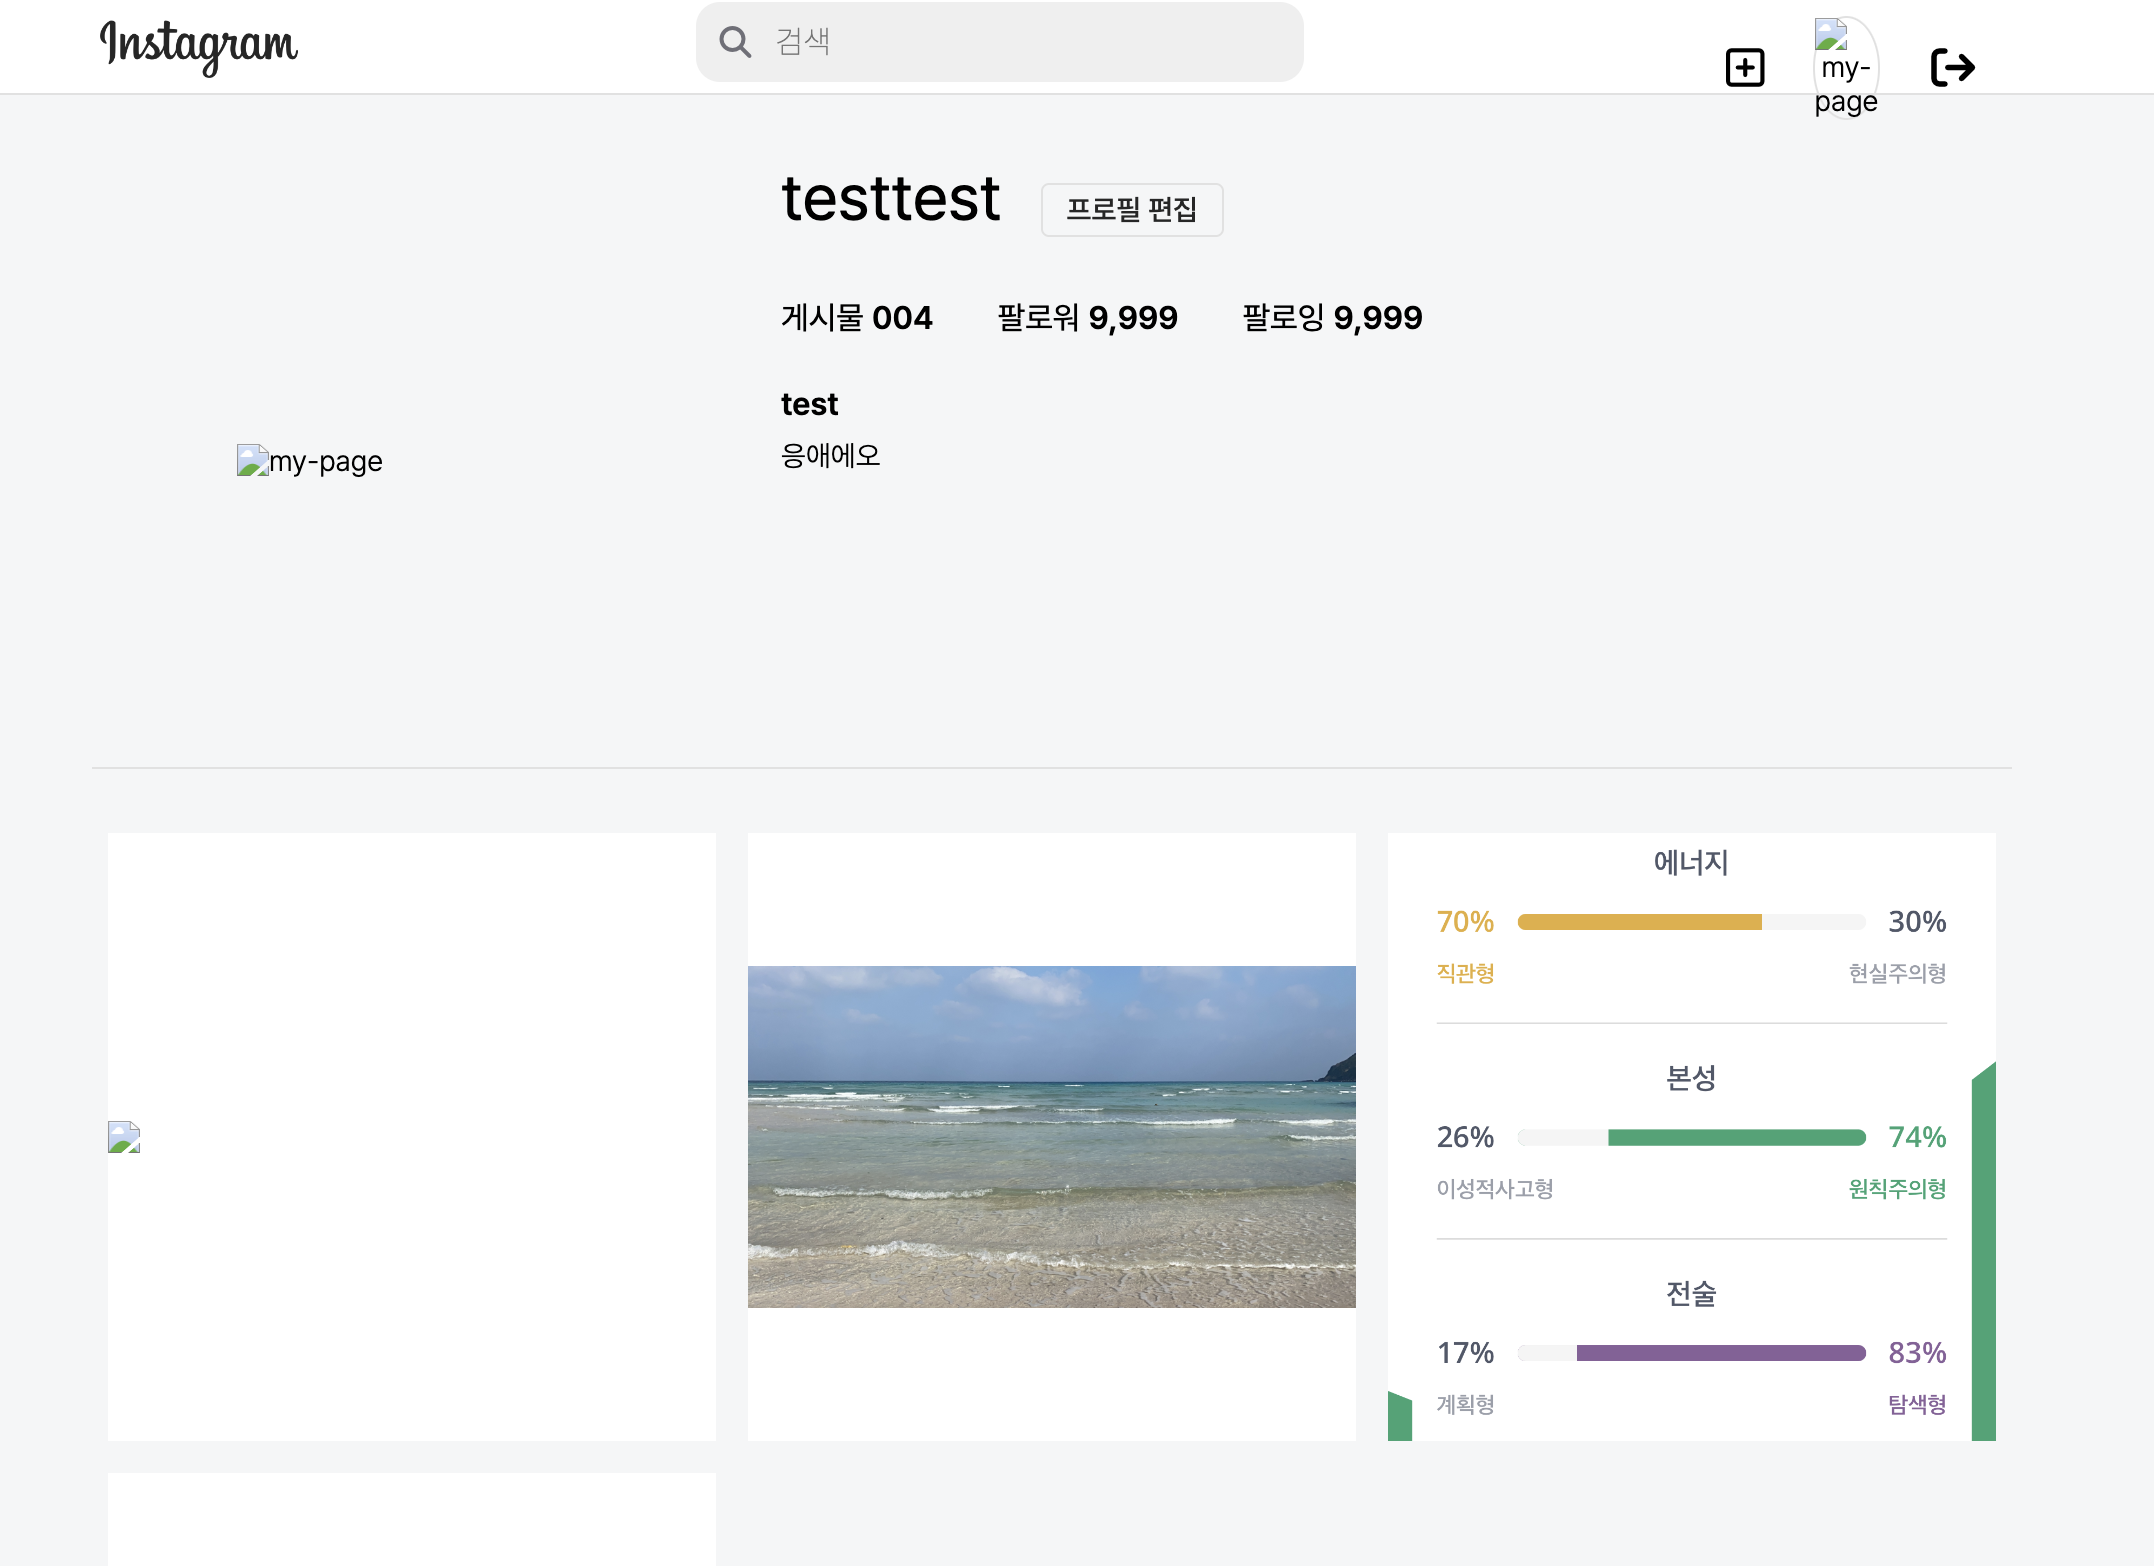 Instagram
검색
my-
page
testtest
프로필 편집
게시물 004 팔로워 9,999 팔로잉 9,999
test
응애에오
my-page
에너지
70% 30%
직관형 현실주의형
본성
26% 74%
이성적사고형 원칙주의형
전술
17% 83%
계획형 탐색형